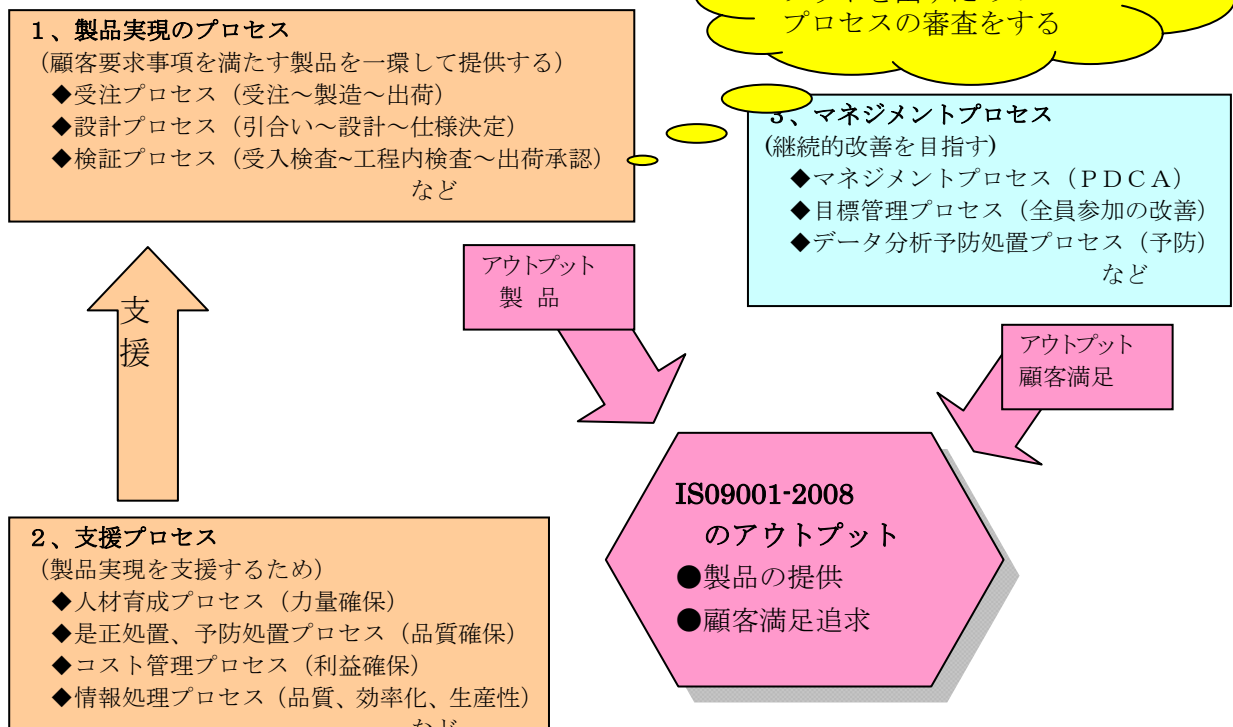 プロセスの審査をする
1、製品実現のプロセス
(顧客要求事項を満たす製品を一環して提供する)
◆受注プロセス（受注～製造～出荷）
◆設計プロセス（引合い～設計～仕様決定）
◆検証プロセス（受入検査~工程内検査～出荷承認）
など
3、マネジメントプロセス
(継続的改善を目指す)
◆マネジメントプロセス（ＰＤＣＡ）
◆目標管理プロセス（全員参加の改善）
◆データ分析予防処置プロセス（予防）
など
支
援
アウトプット
製 品
アウトプット
顧客満足
IS09001-2008
のアウトプット
●製品の提供
●顧客満足追求
2、支援プロセス
(製品実現を支援するため)
◆人材育成プロセス（力量確保）
◆是正処置、予防処置プロセス（品質確保）
◆コスト管理プロセス（利益確保）
◆情報処理プロセス（品質、効率化、生産性）
など